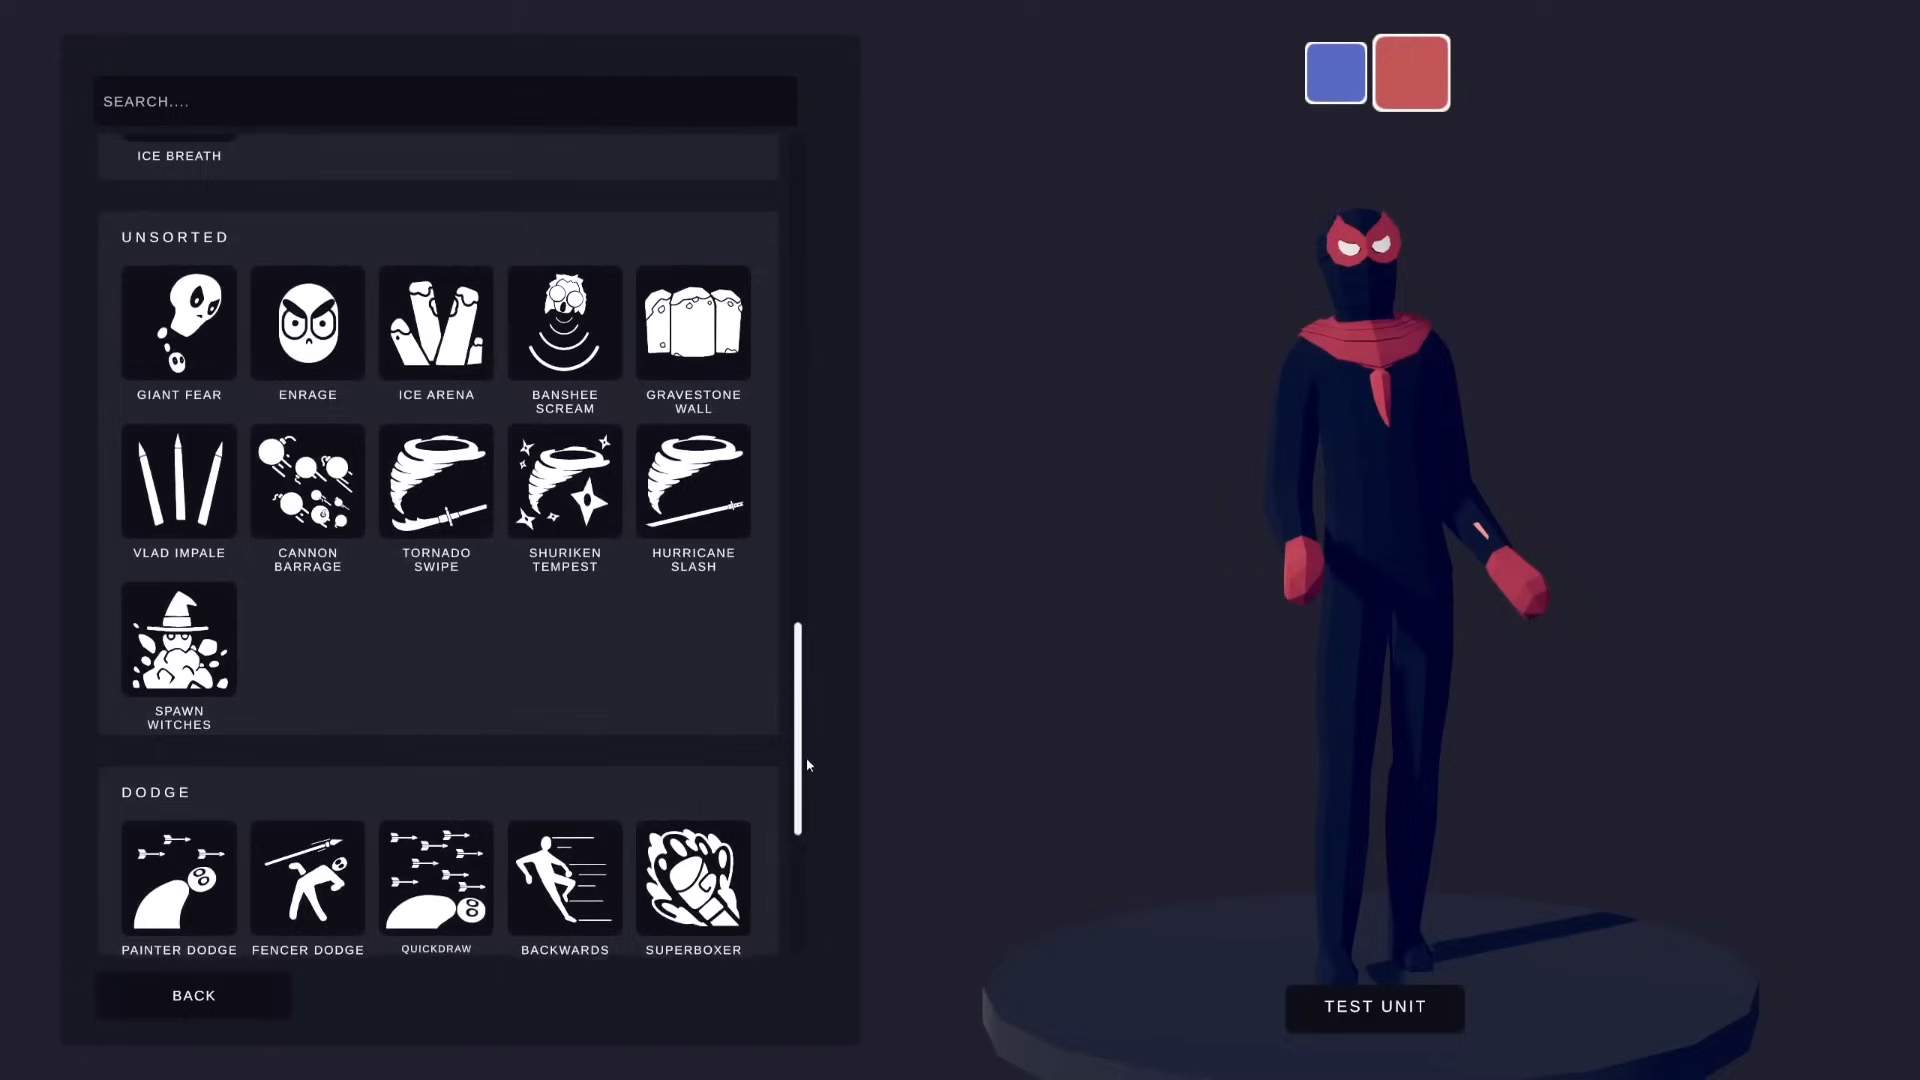 SEARCH....
ICE BREATH
UNSORTED
GIANT FEAR
ENRAGE
ICE ARENA
BANSHEE
SCREAM
GRAVESTONE
WALL
VLAD IMPALE
CANNON
BARRAGE
TORNADO
SWIPE
SHURIKEN
TEMPEST
HURRICANE
SLASH
SPAWN
WITCHES
DODGE
PAINTER DODGE
FENCER DODGE
QUICKDRAW
BACKWARDS
SUPERBOXER
BACK
TEST UNIT